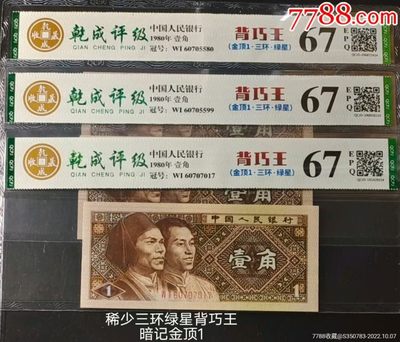 7788.com
乾成评级
QIAN CHENG PING JI
中国人民银行
1980年 壹角
冠号: WI 60705580
背巧王
(金顶1·三环·绿星)
67
E
P
Q
乾成评级
QIAN CHENG PING JI
中国人民银行
1980年 壹角
冠号: WI 60705599
背巧王
(金顶1·三环·绿星)
67
E
P
Q
乾成评级
QIAN CHENG PING JI
中国人民银行
1980年 壹角
冠号: WI 60707017
背巧王
(金顶1·三环·绿星)
67
E
P
Q
中国人民银行
壹角
WI60707017
1
1
稀少三环绿星背巧王
暗记金顶1
7788收藏@S350783-2022.10.07